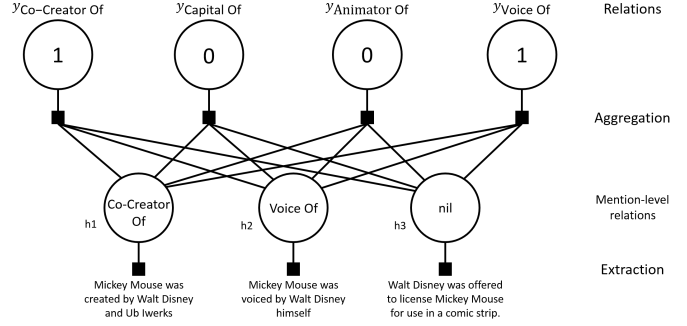 yCo–Creator Of yCapital Of yAnimator Of yVoice Of Relations
1 0 0 1
Aggregation
Co-Creator
Of
Voice Of
nil
h1 h2 h3
Mention-level
relations
Extraction
Mickey Mouse was
created by Walt Disney
and Ub Iwerks
Mickey Mouse was
voiced by Walt Disney
himself
Walt Disney was offered
to license Mickey Mouse
for use in a comic strip.